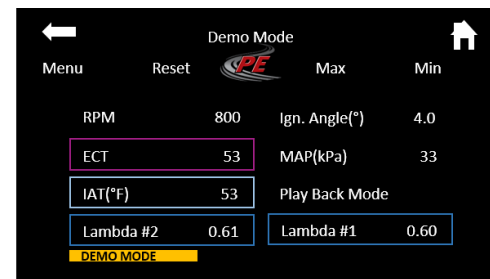 Demo Mode
Menu Reset PE Max Min
RPM 800 Ign. Angle(°) 4.0
ECT 53 MAP(kPa) 33
IAT(°F) 53 Play Back Mode
Lambda #2 0.61 Lambda #1 0.60
DEMO MODE